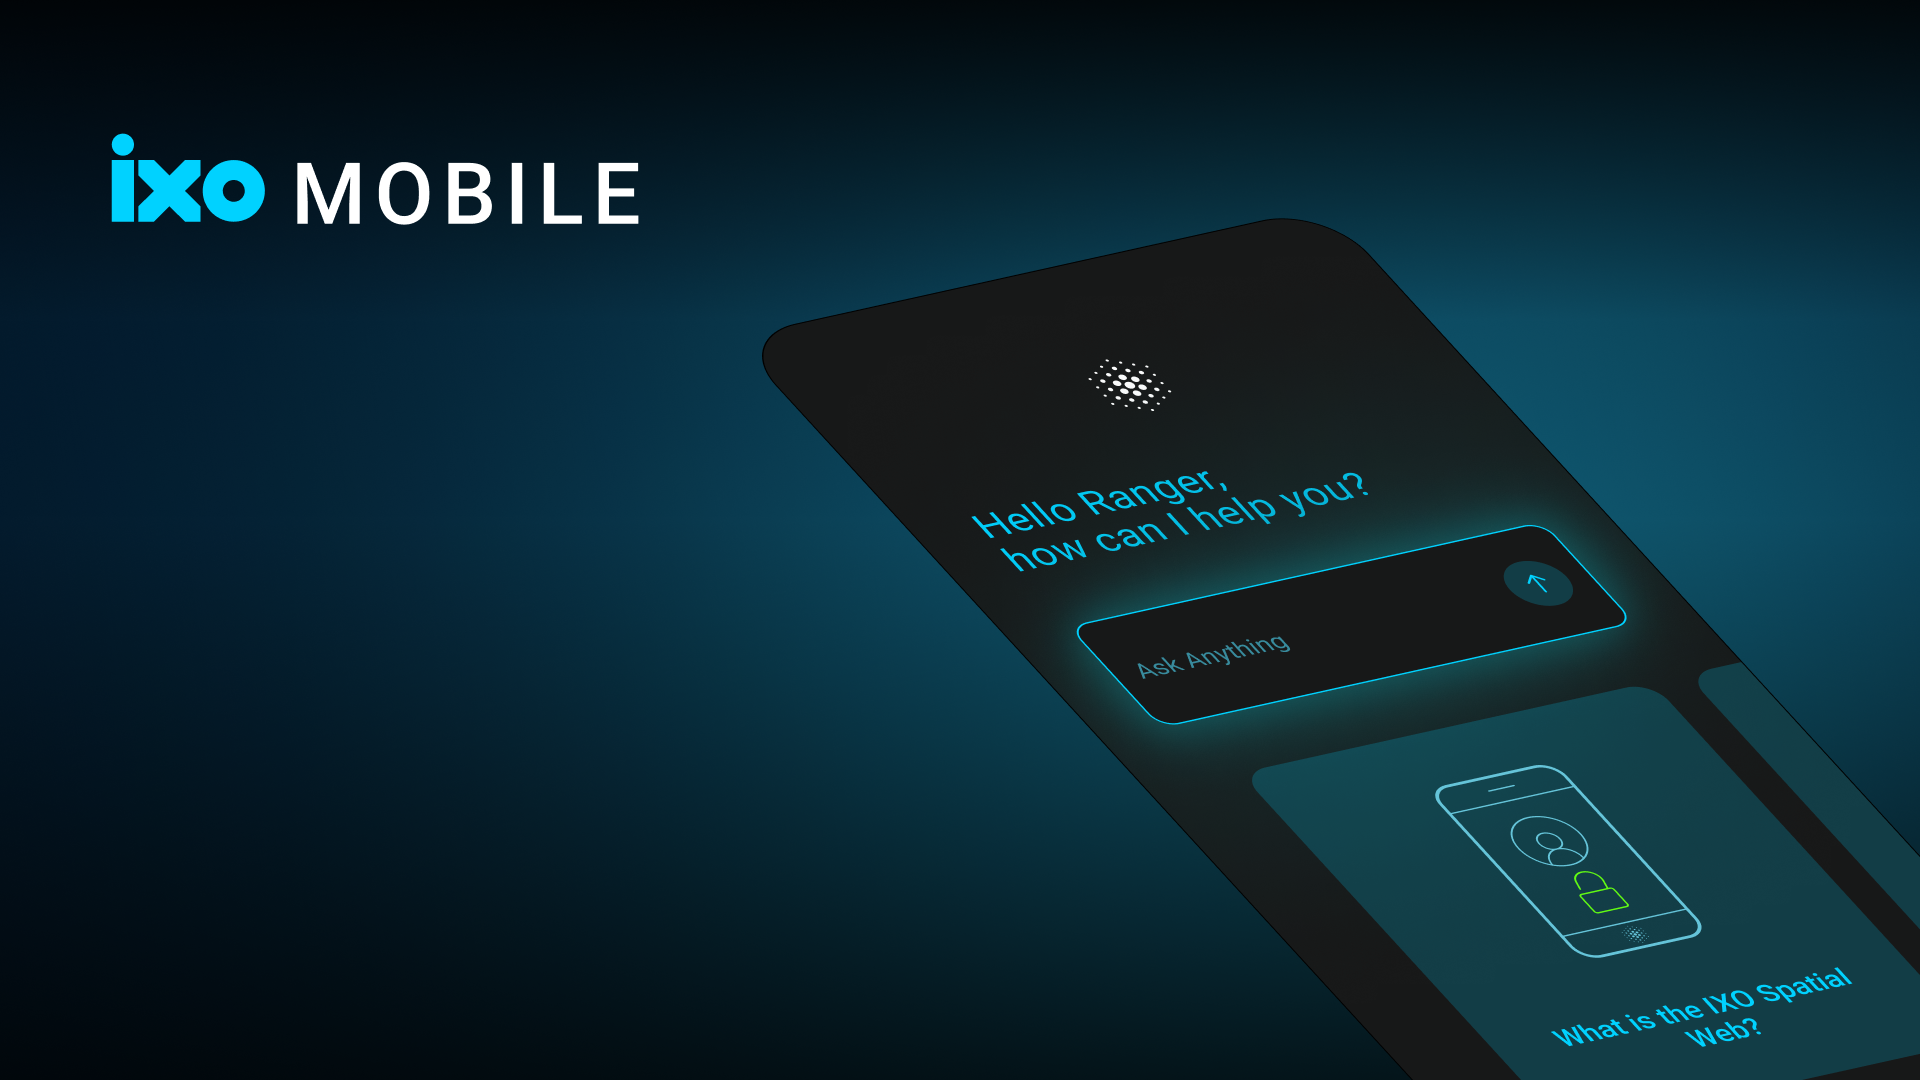 ixo MOBILE
Hello Ranger,
how can I help you?
Ask Anything
What is the IXO Spatial
Web?